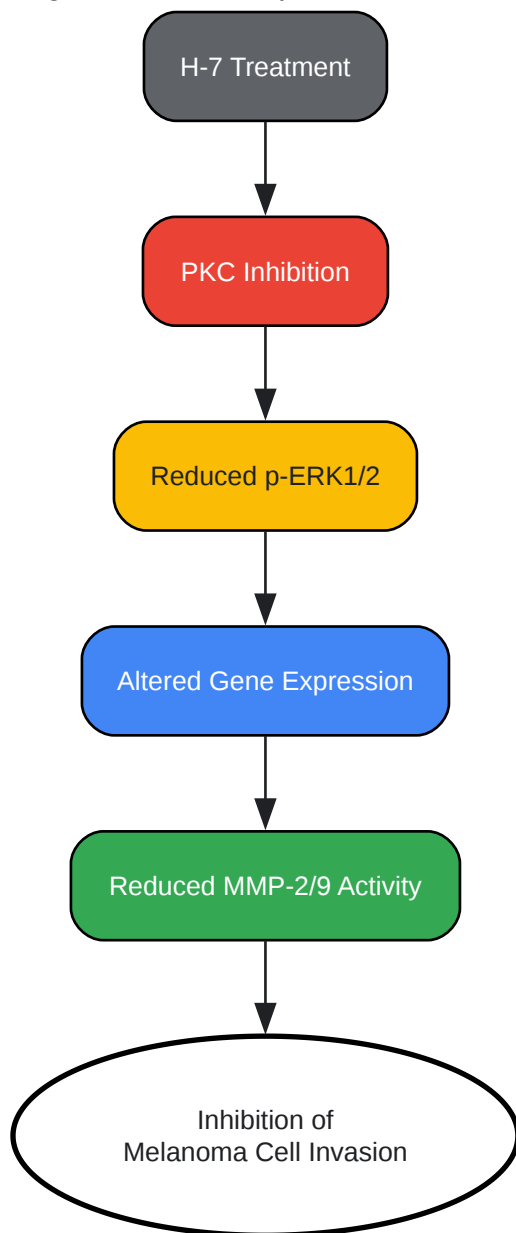 H-7 Treatment
PKC Inhibition
Reduced p-ERK1/2
Altered Gene Expression
Reduced MMP-2/9 Activity
Inhibition of
Melanoma Cell Invasion